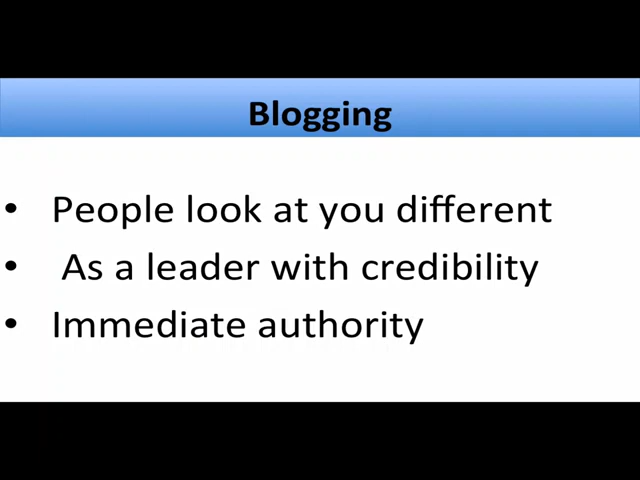 Blogging
• People look at you different
• As a leader with credibility
• Immediate authority